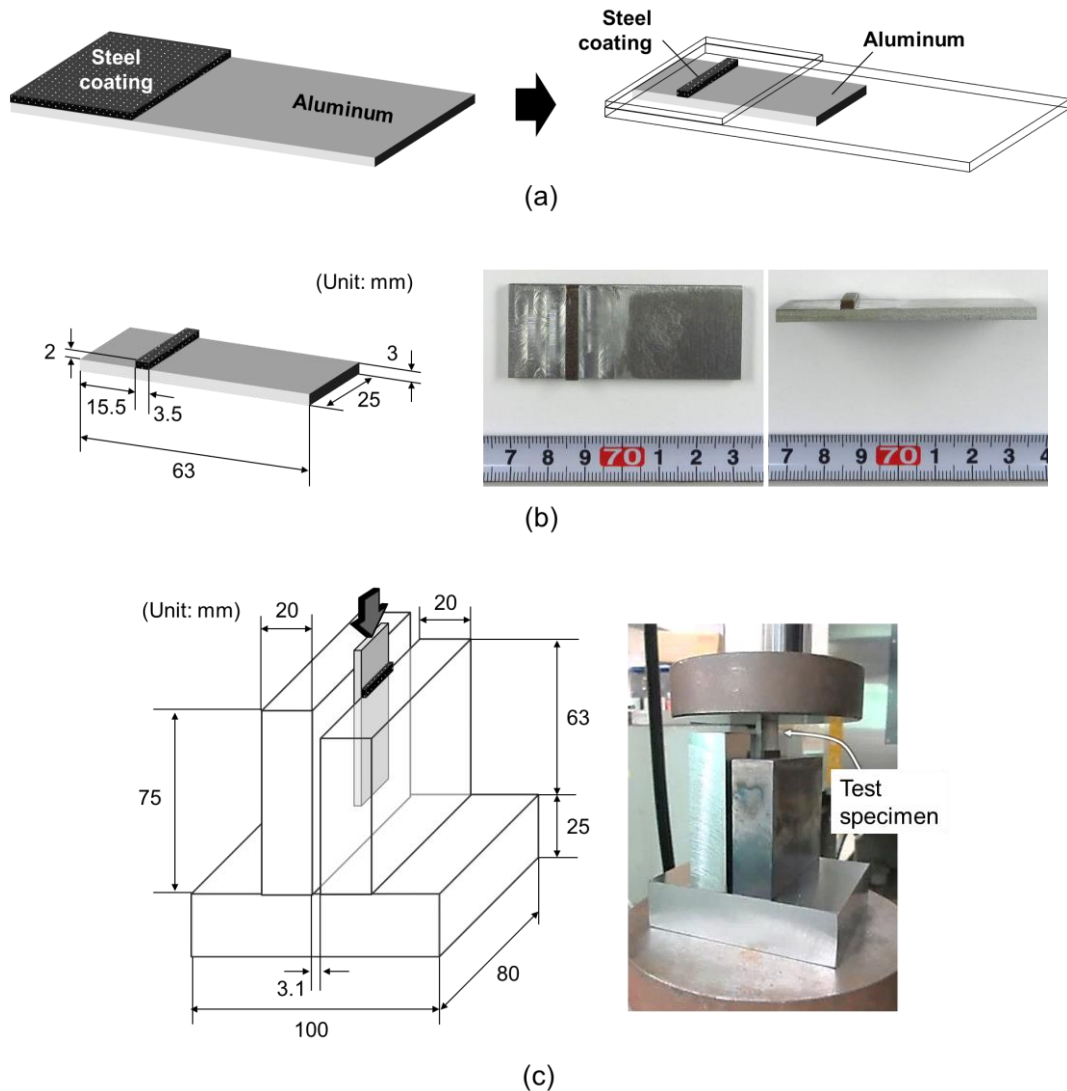 Steel
coating
Aluminum
Steel
coating
Aluminum
(a)
(Unit: mm)
2
15.5
3.5
63
3
25
7 8 9 70 1 2 3
7 8 9 70 1 2 3 4
(b)
(Unit: mm)
20
20
75
63
25
3.1
100
80
Test
specimen
(c)